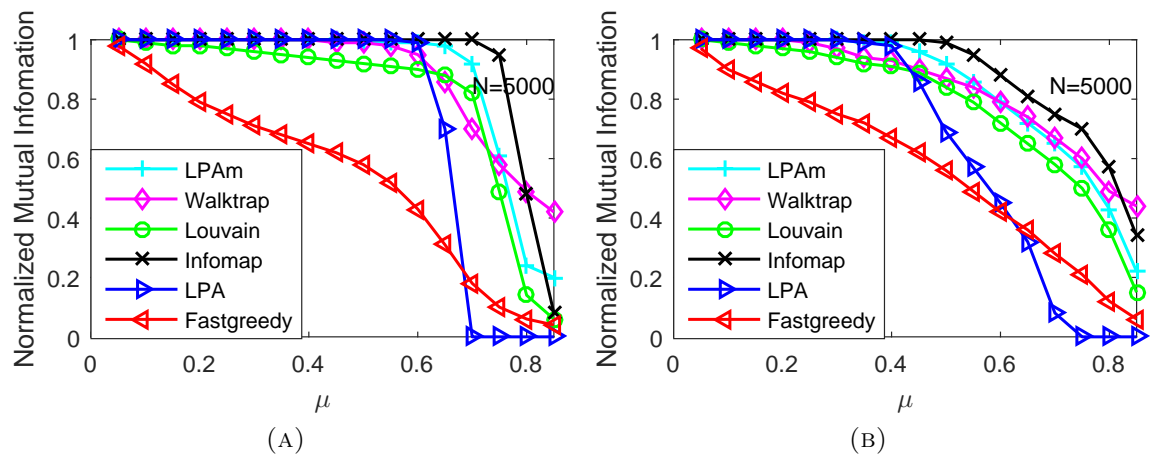 Normalized Mutual Infomation
1
0.8
0.6
0.4
0.2
0
N=5000
LPAm
Walktrap
Louvain
Infomap
LPA
Fastgreedy
0 0.2 0.4 0.6 0.8
μ
(A)
Normalized Mutual Infomation
1
0.8
0.6
0.4
0.2
0
N=5000
LPAm
Walktrap
Louvain
Infomap
LPA
Fastgreedy
0 0.2 0.4 0.6 0.8
μ
(B)